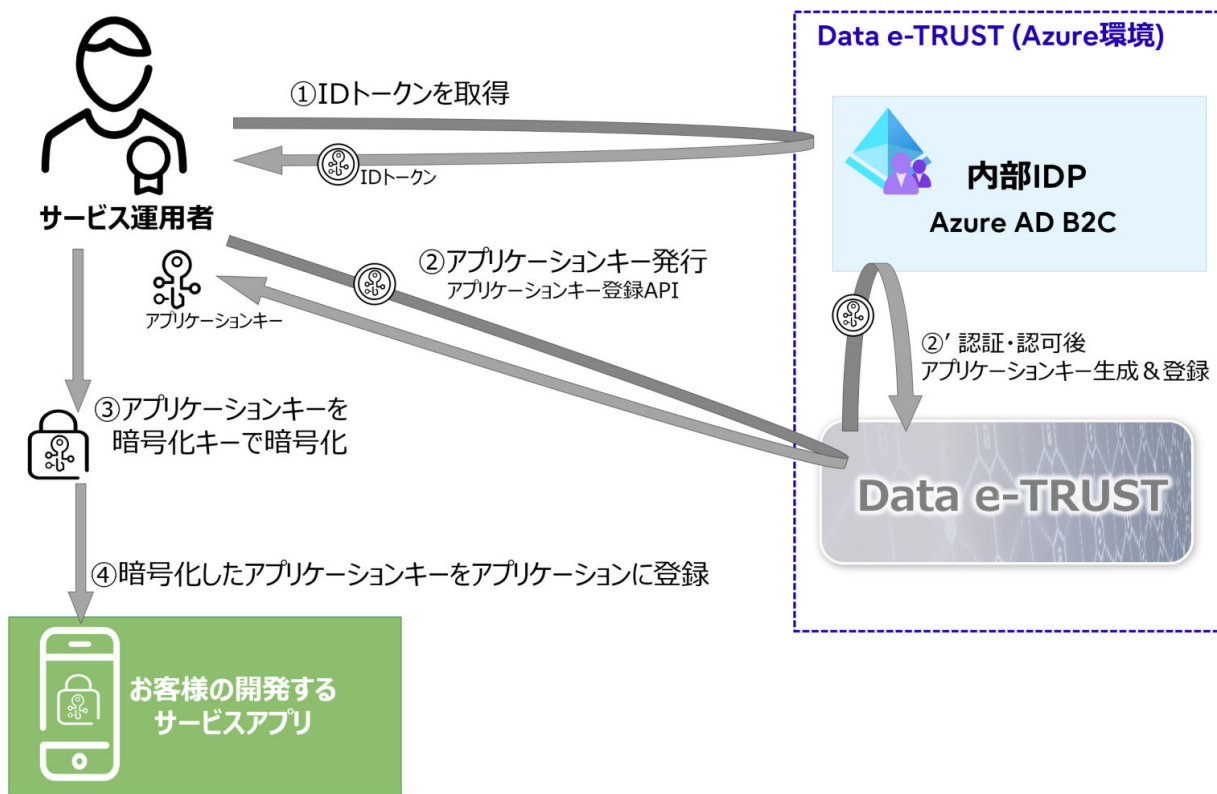 Data e-TRUST (Azure環境)
①IDトークンを取得
IDトークン
内部IDP
Azure AD B2C
サービス運用者
②アプリケーションキー発行
アプリケーションキー登録API
アプリケーションキー
②’ 認証・認可後
アプリケーションキー生成＆登録
③アプリケーションキーを
暗号化キーで暗号化
Data e-TRUST
④暗号化したアプリケーションキーをアプリケーションに登録
お客様の開発する
サービスアプリ